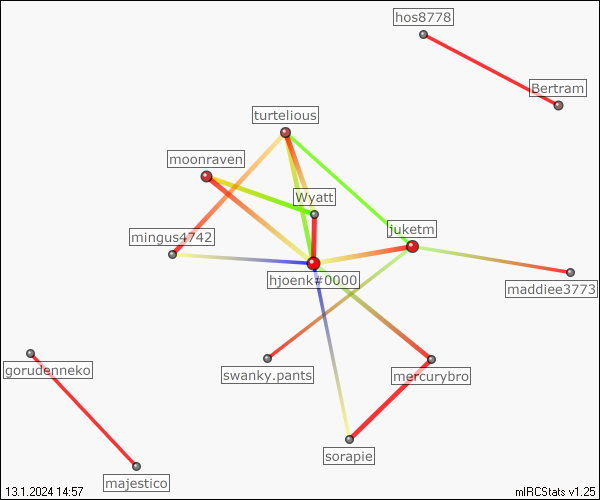 hos8778
Bertram
turtelious
moonraven
Wyatt
juketm
mingus4742
hjoenk#0000
maddiee3773
gorudenneko
swanky.pants
mercurybro
sorapie
majestico
13.1.2024 14:57
mIRCStats v1.25